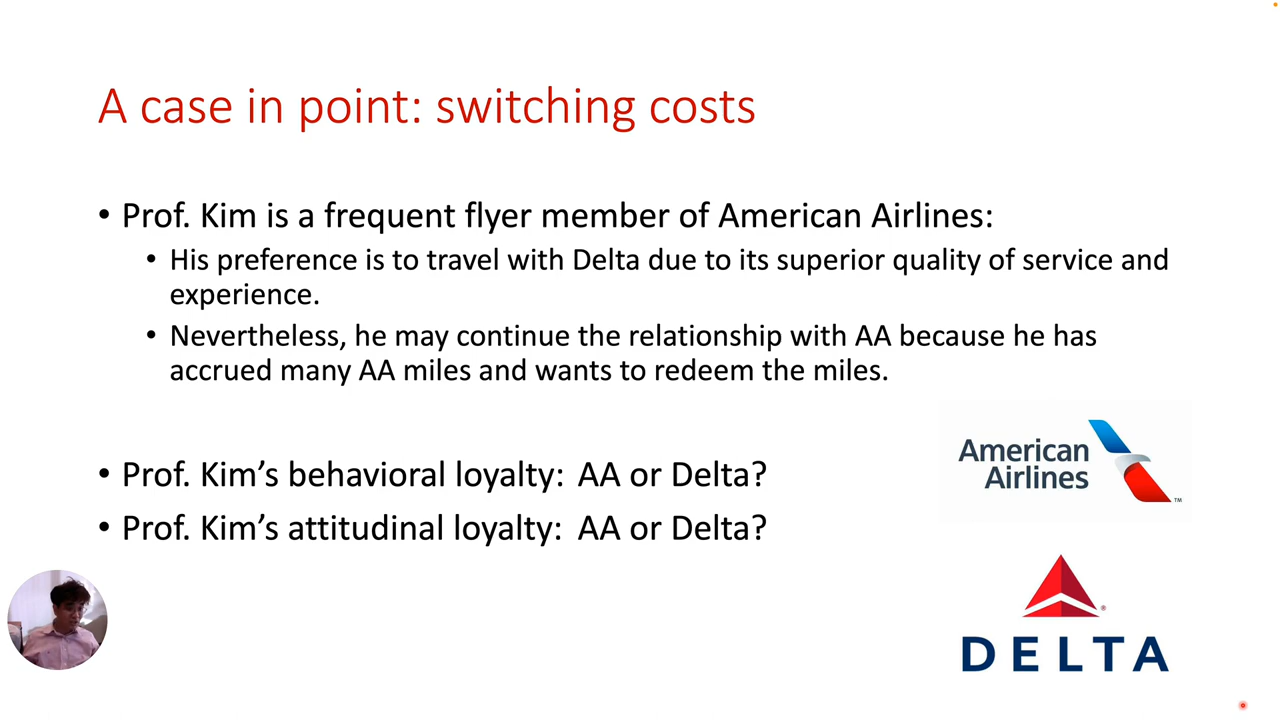 A case in point: switching costs
• Prof. Kim is a frequent flyer member of American Airlines:
• His preference is to travel with Delta due to its superior quality of service and
experience.
• Nevertheless, he may continue the relationship with AA because he has
accrued many AA miles and wants to redeem the miles.
• Prof. Kim’s behavioral loyalty: AA or Delta?
• Prof. Kim’s attitudinal loyalty: AA or Delta?
American
Airlines ™
®
DELTA